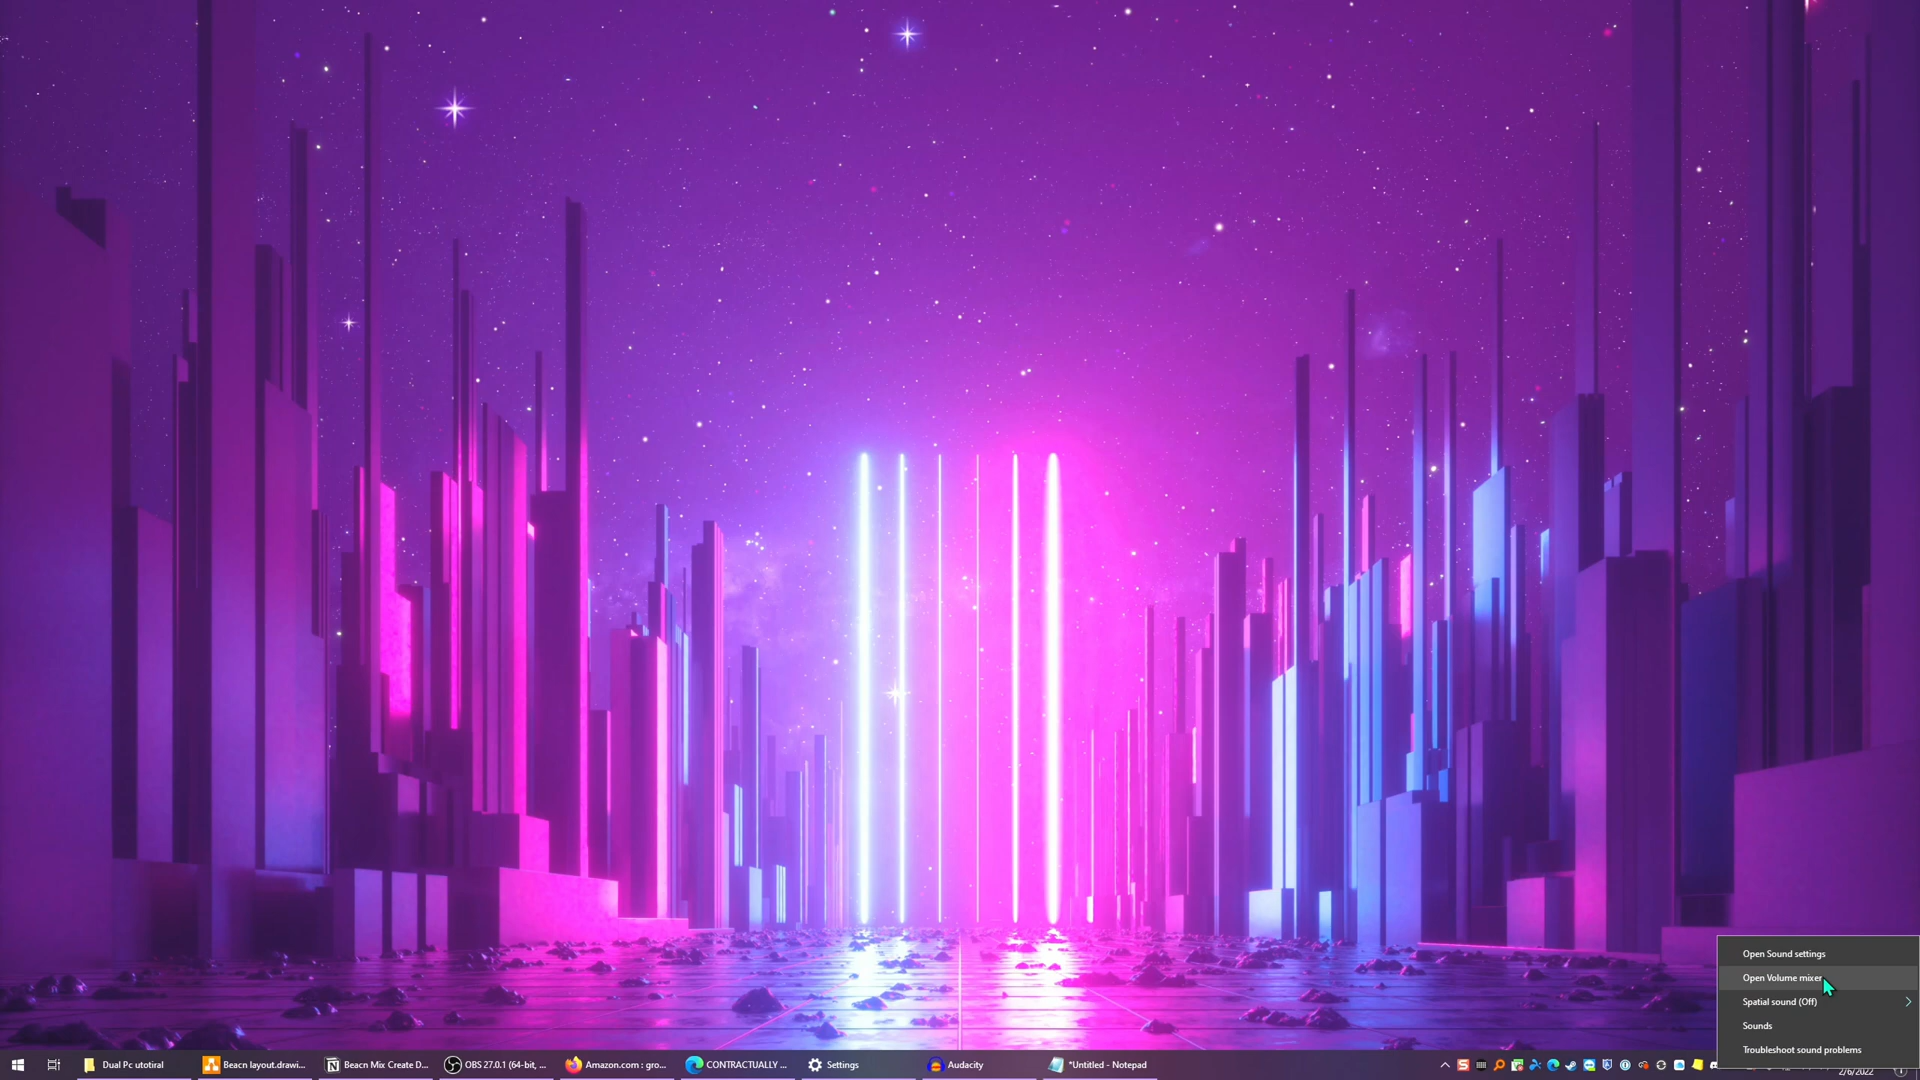 Open Sound settings
Open Volume mixer
Spatial sound (Off)
Sounds
Troubleshoot sound problems
Dual Pc utotirial
Beacn layout.drawi...
Beacn Mix Create D...
OBS 27.0.1 (64-bit, ...
Amazon.com : gro...
CONTRACTUALLY ...
Settings
Audacity
*Untitled - Notepad
2/6/2022